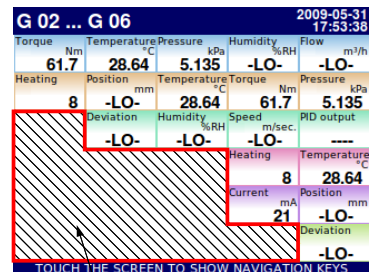 G 02 ... G 06
2009-05-31
17:53:38
Torque Temperature Pressure Humidity Flow
Nm °C kPa %RH m³/h
61.7 28.64 5.135 -LO- -LO-
Heating Position Temperature Torque Pressure
mm °C Nm kPa
8 -LO- 28.64 61.7 5.135
Deviation Humidity Speed PID output
%RH m/sec.
-LO- -LO- -LO- ----
Heating Temperature
°C
8 28.64
Current Position
mA mm
21 -LO-
Deviation
-LO-
TOUCH THE SCREEN TO SHOW NAVIGATION KEYS